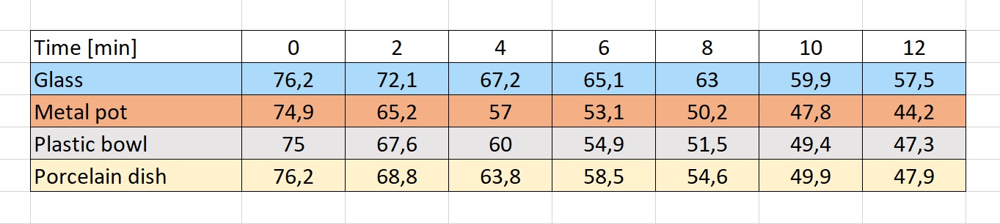 Time [min] 0 2 4 6 8 10 12
Glass 76,2 72,1 67,2 65,1 63 59,9 57,5
Metal pot 74,9 65,2 57 53,1 50,2 47,8 44,2
Plastic bowl 75 67,6 60 54,9 51,5 49,4 47,3
Porcelain dish 76,2 68,8 63,8 58,5 54,6 49,9 47,9